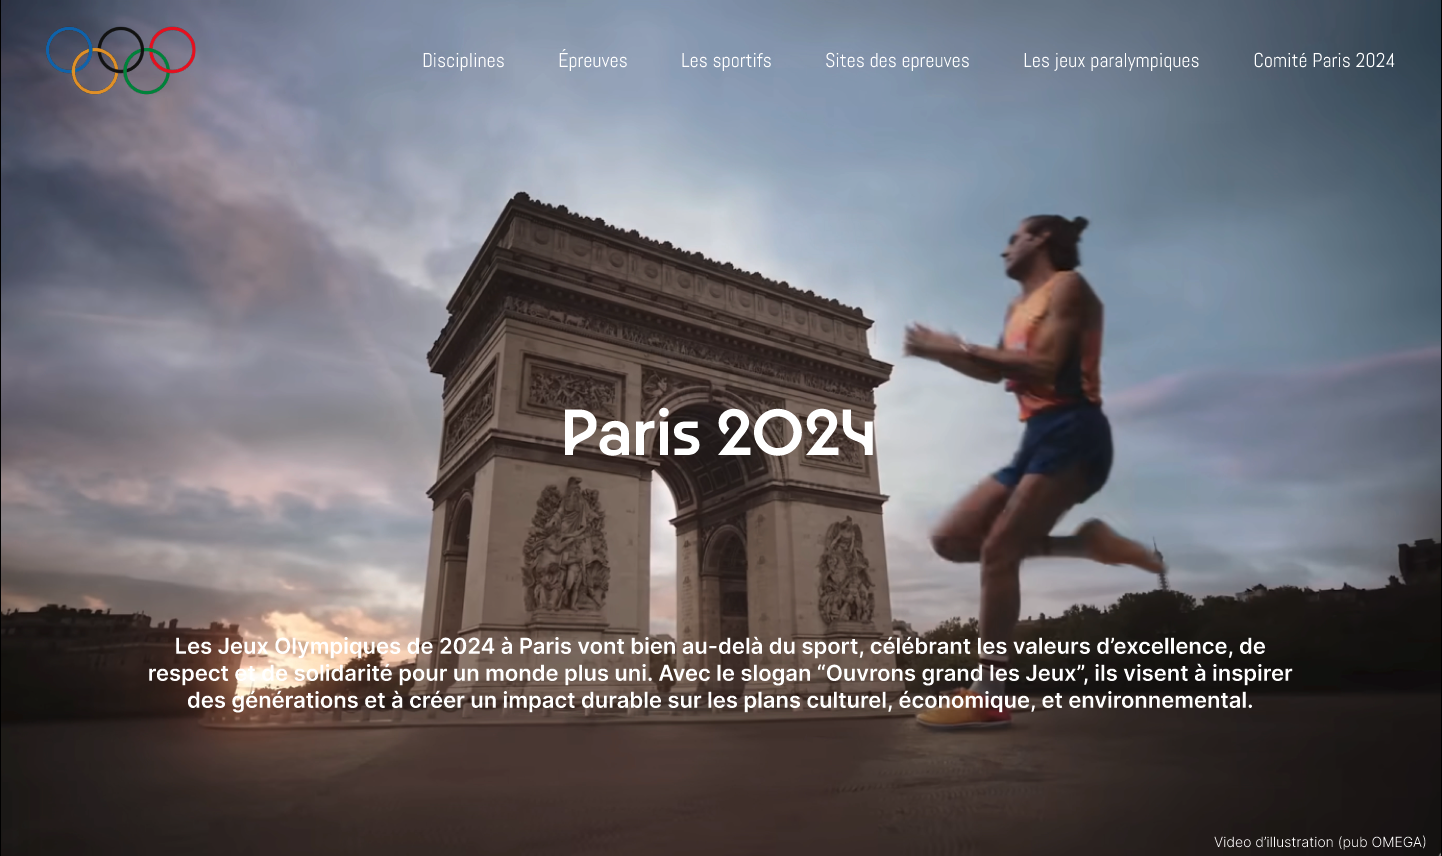 Disciplines
Épreuves
Les sportifs
Sites des epreuves
Les jeux paralympiques
Comité Paris 2024
Paris 2024
Les Jeux Olympiques de 2024 à Paris vont bien au-delà du sport, célébrant les valeurs d’excellence, de
respect et de solidarité pour un monde plus uni. Avec le slogan “Ouvrons grand les Jeux”, ils visent à inspirer
des générations et à créer un impact durable sur les plans culturel, économique, et environnemental.
Video d’illustration (pub OMEGA)